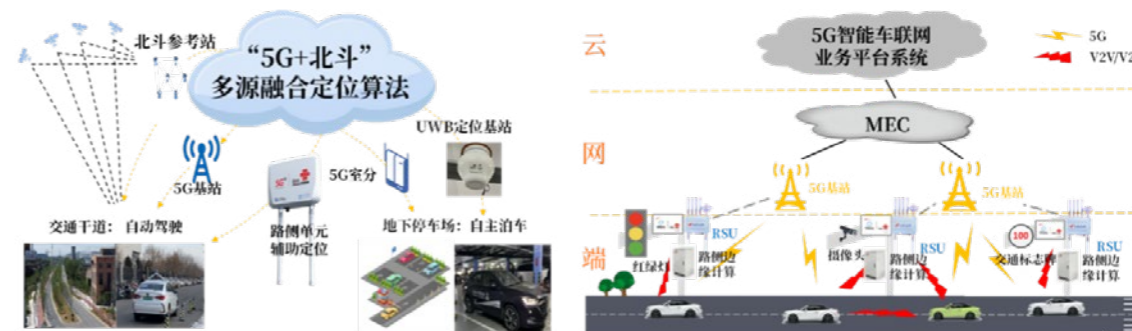 北斗参考站
“5G+北斗”
多源融合定位算法
UWB定位基站
5G基站
5G室分
路侧单元
辅助定位
交通干道： 自动驾驶
地下停车场：自主泊车
云
网
端
5G智能车联网
业务平台系统
5G
V2V/V2
MEC
5G基站
5G基站
RSU
RSU
RSU
红绿灯
路侧边
缘计算
摄像头
路侧边
缘计算
100
交通标志牌
路侧边
缘计算